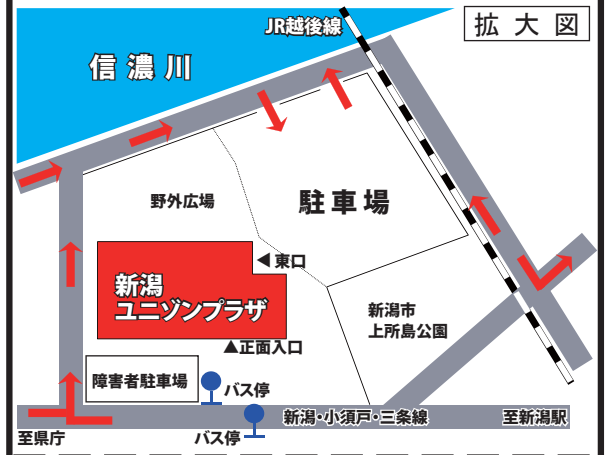 JR越後線
拡大図
信濃川
野外広場
駐車場
◀東口
新潟
ユニゾンプラザ
新潟市
上所島公園
▲正面入口
障害者駐車場
バス停
新潟・小須戸・三条線
至新潟駅
至県庁
バス停